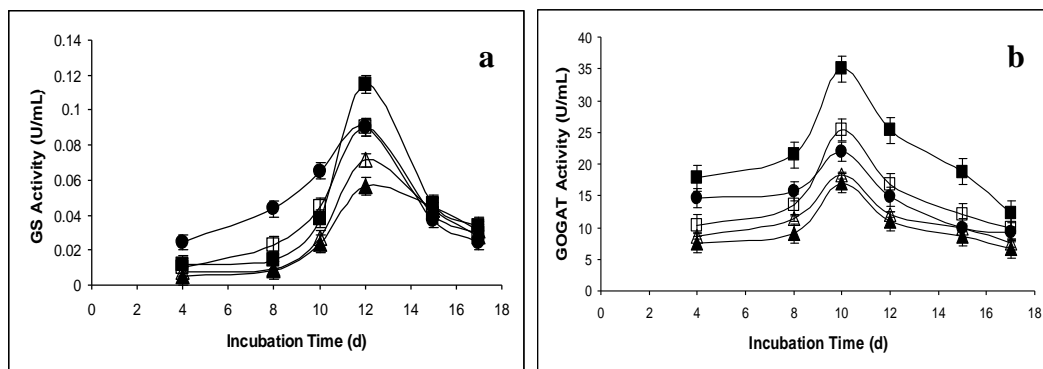 a
GS Activity (U/mL)
0.14
0.12
0.1
0.08
0.06
0.04
0.02
0
0 2 4 6 8 10 12 14 16 18
Incubation Time (d)
b
GOGAT Activity (U/mL)
40
35
30
25
20
15
10
5
0
0 2 4 6 8 10 12 14 16 18
Incubation Time (d)